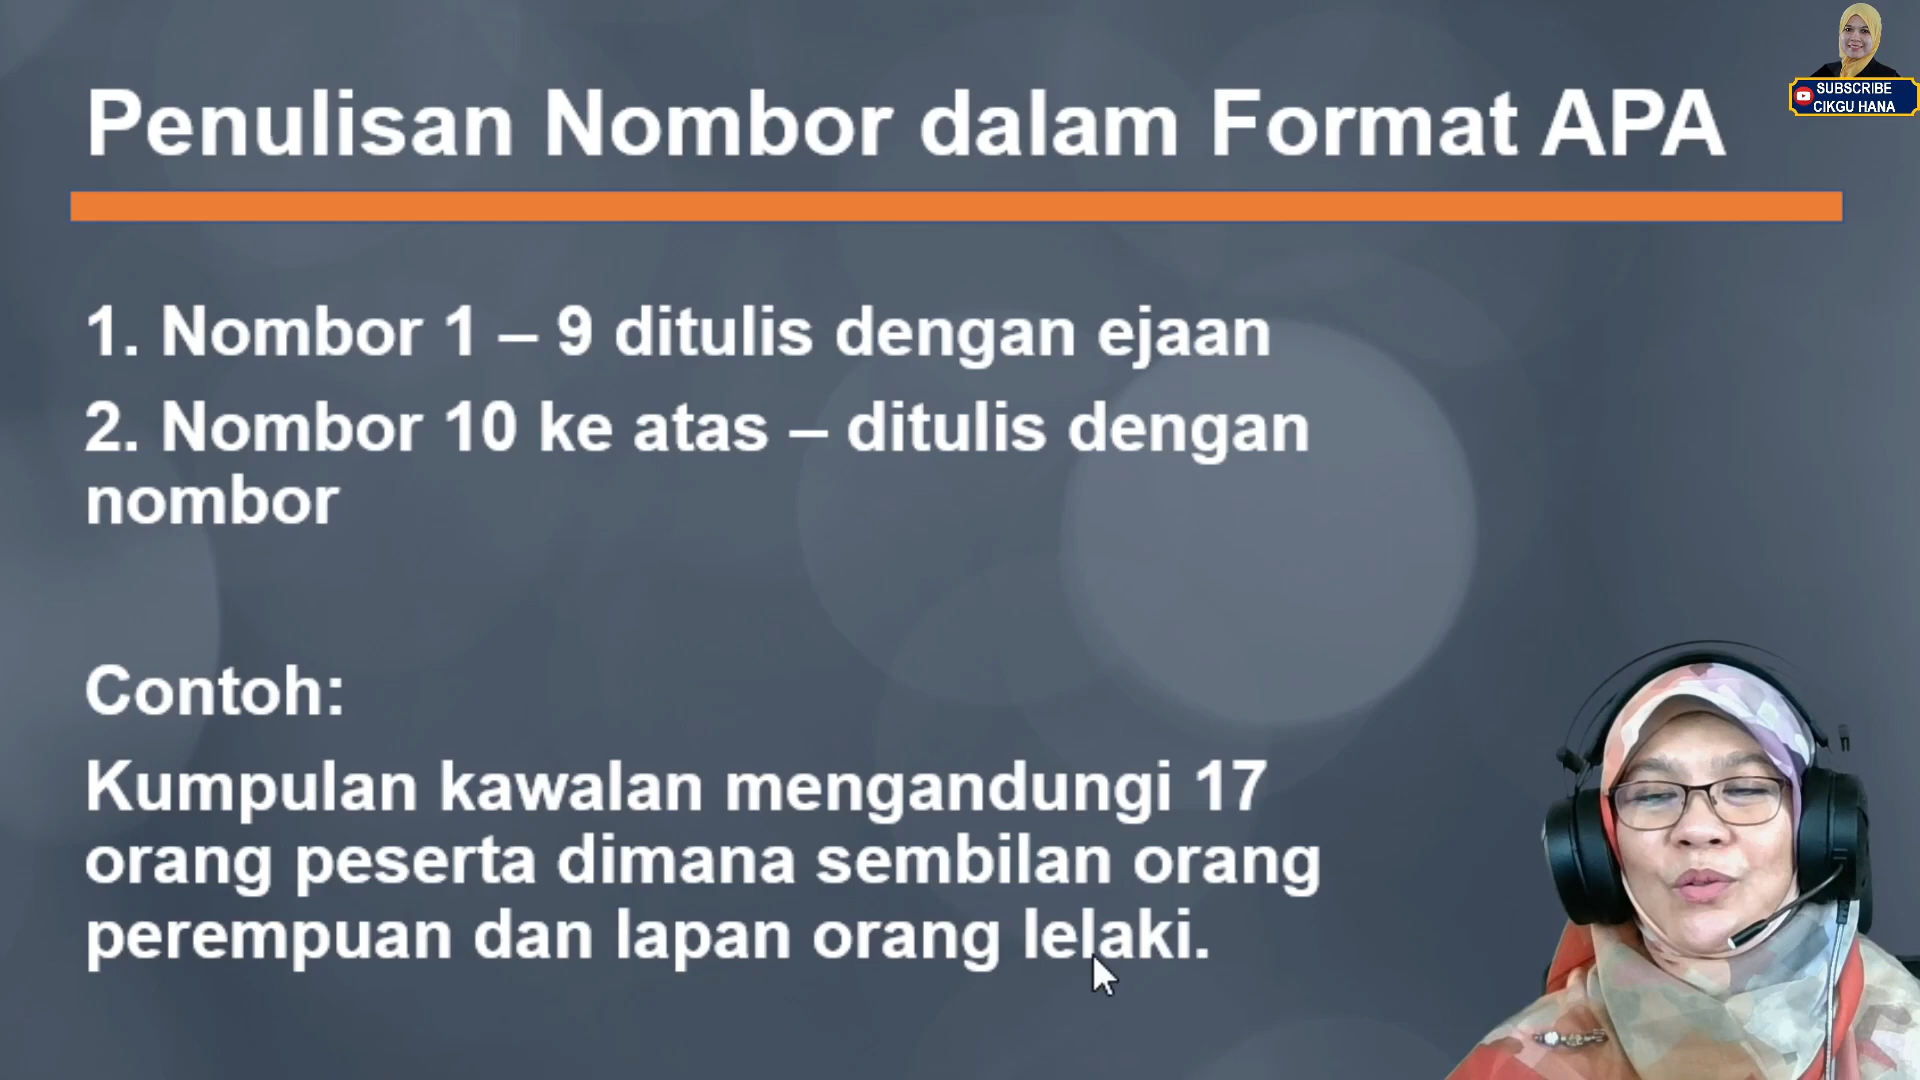 Penulisan Nombor dalam Format APA
SUBSCRIBE
CIKGU HANA
1. Nombor 1 – 9 ditulis dengan ejaan
2. Nombor 10 ke atas – ditulis dengan
nombor
Contoh:
Kumpulan kawalan mengandungi 17
orang peserta dimana sembilan orang
perempuan dan lapan orang lelaki.